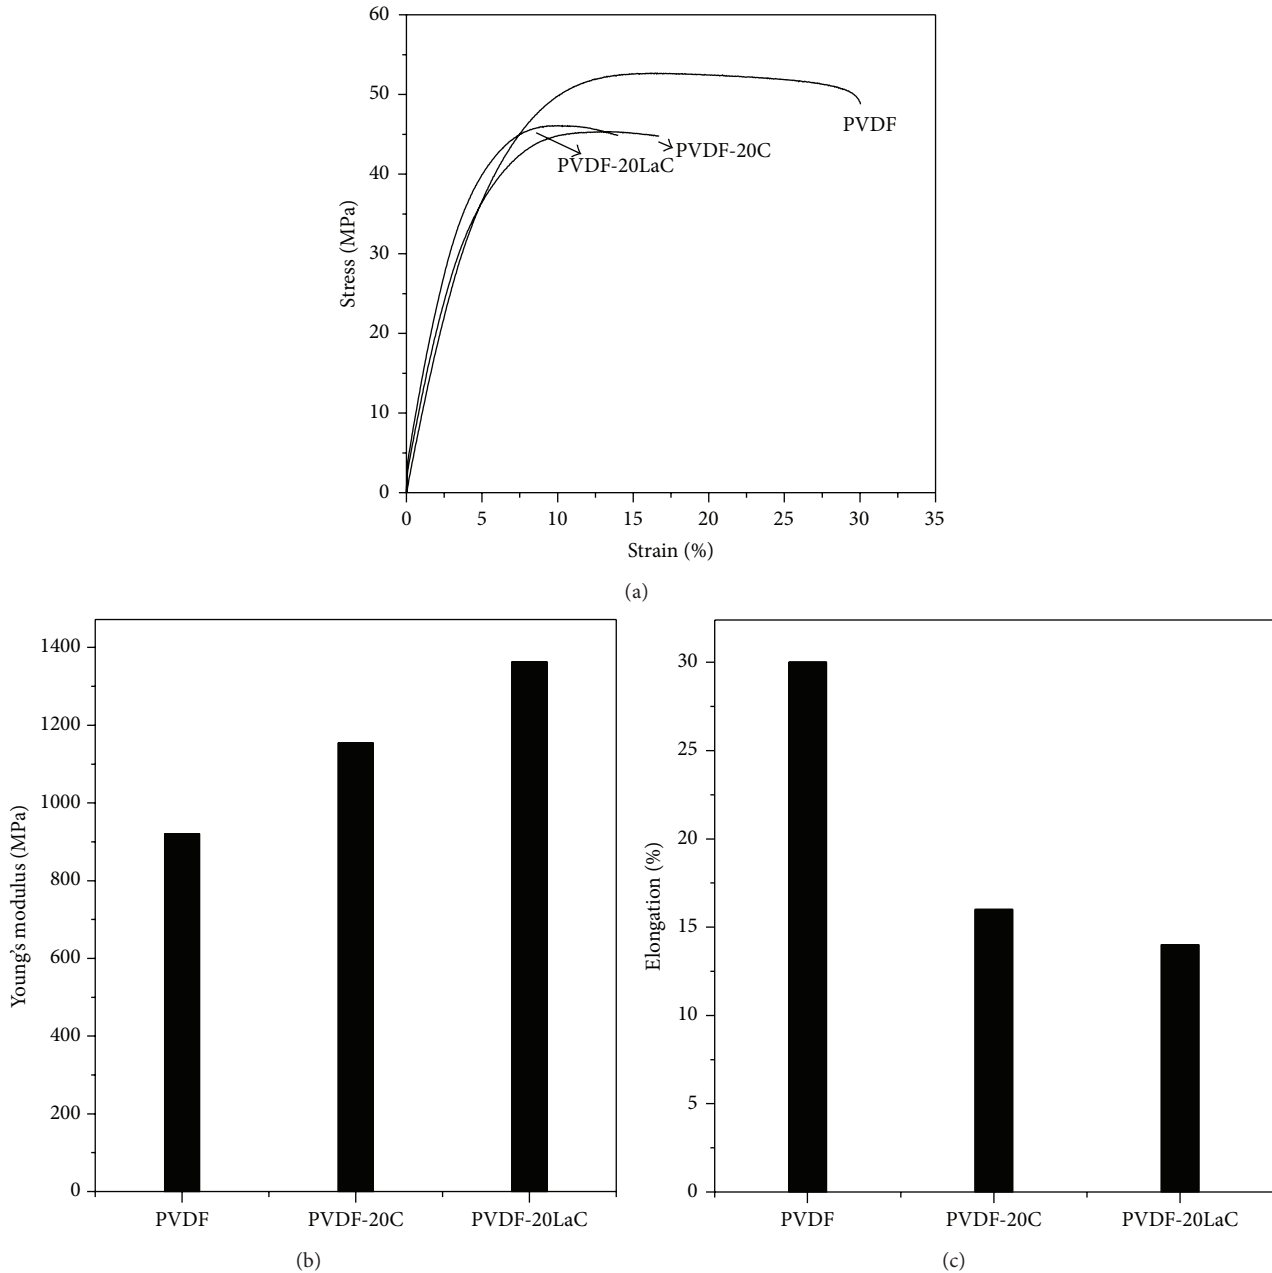 60
50
40
30
20
10
0
Stress (MPa)
PVDF
PVDF-20C
PVDF-20LaC
0 5 10 15 20 25 30 35
Strain (%)
(a)
1400
1200
1000
800
600
400
200
0
Young's modulus (MPa)
PVDF PVDF-20C PVDF-20LaC
(b)
30
25
20
15
10
5
0
Elongation (%)
PVDF PVDF-20C PVDF-20LaC
(c)